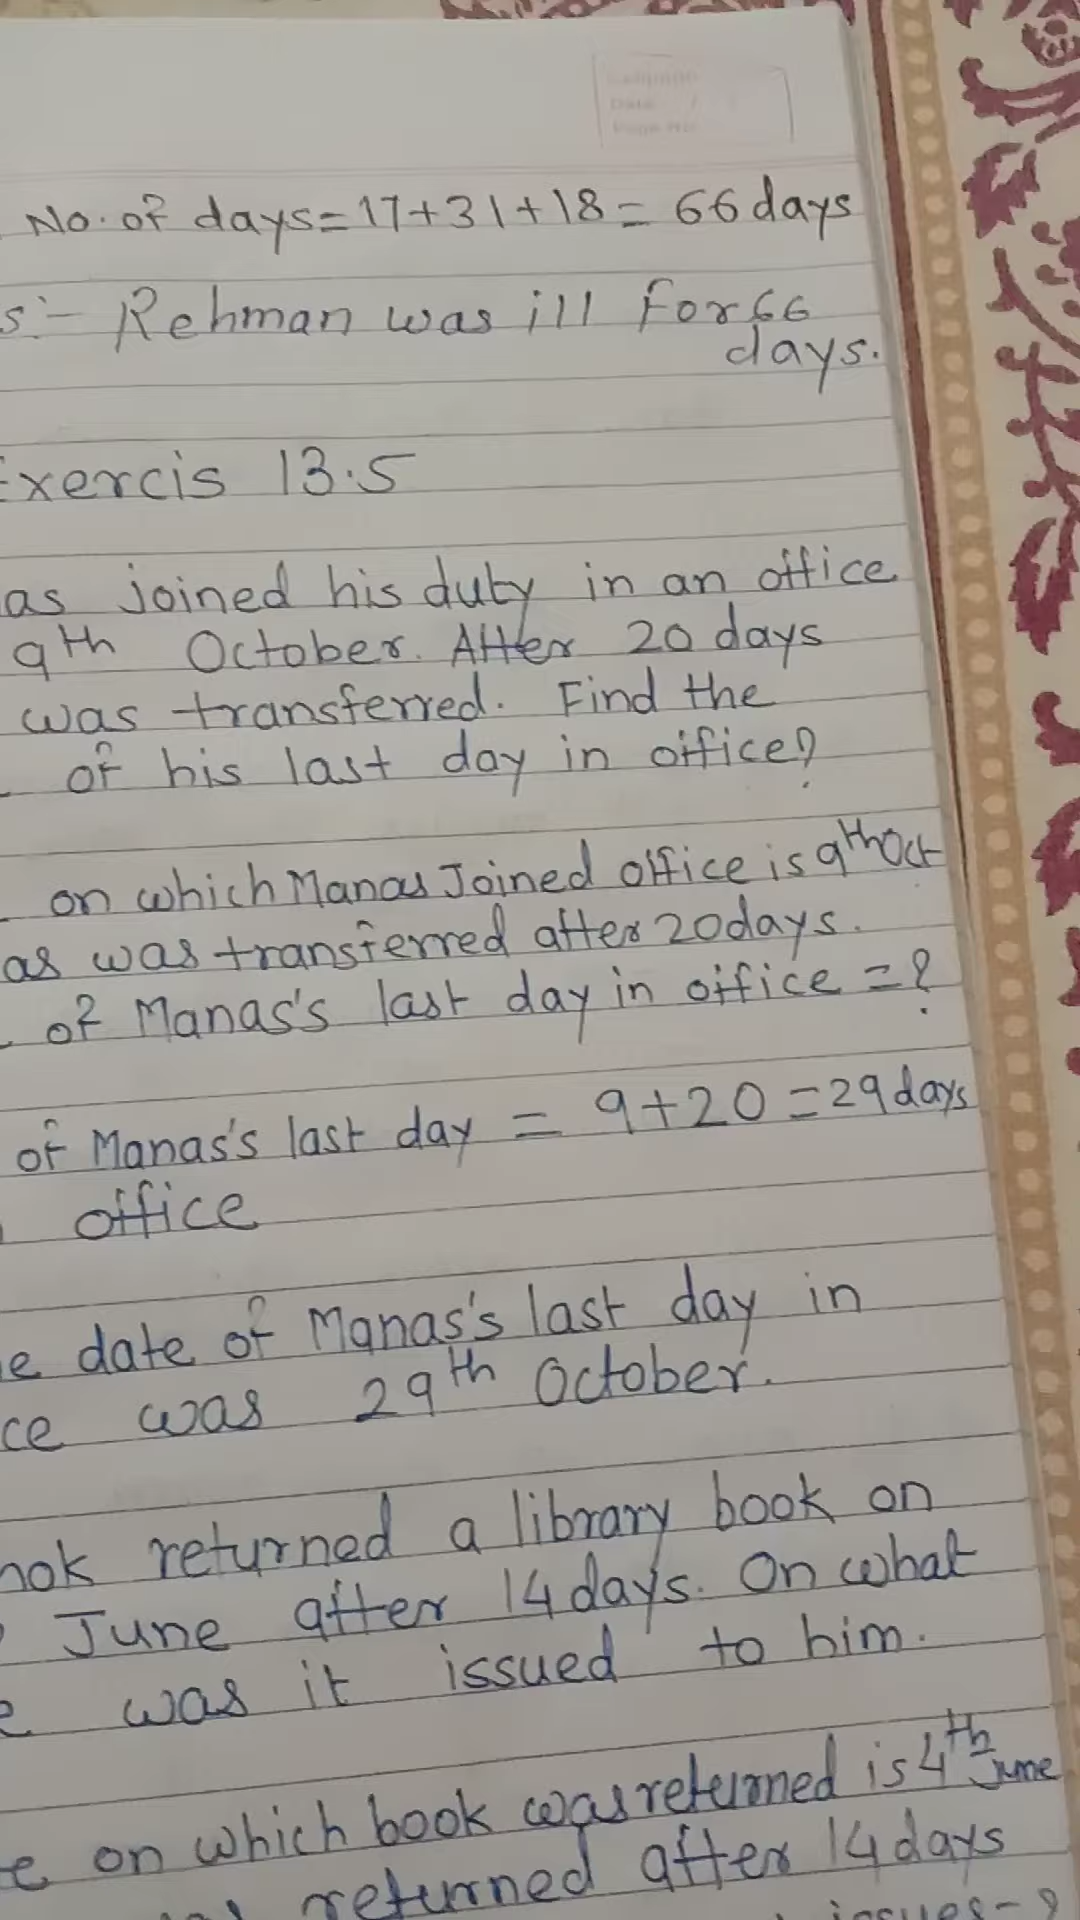 Date /
Page No.
No. of days = 17+31+18 = 66 days
s:- Rehman was ill for 66
days.
Exercis 13.5
as joined his duty in an office
9th October. After 20 days
was transferred. Find the
of his last day in office?
on which Manas Joined office is 9th Oct
as was transferred after 20 days.
of Manas's last day in office = ?
of Manas's last day = 9+20 = 29 days
office
e date of Manas's last day in
ce was 29th October.
hok returned a library book on
June after 14 days. On what
e was it issued to him.
e on which book was returned is 4th June
returned after 14 days